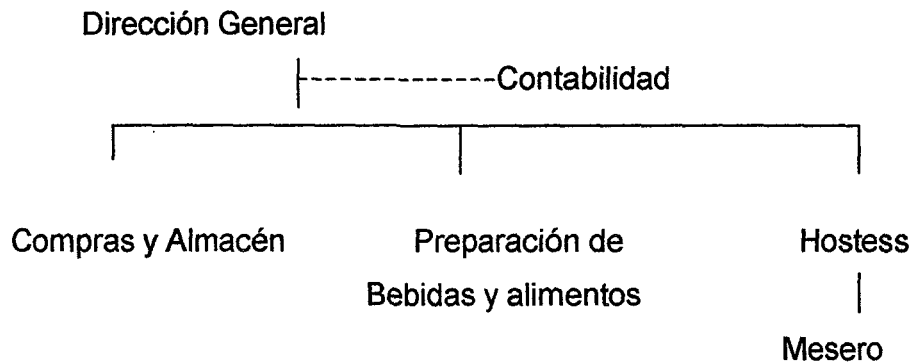 Dirección General
Contabilidad
Compras y Almacén
Preparación de
Bebidas y alimentos
Hostess
Mesero